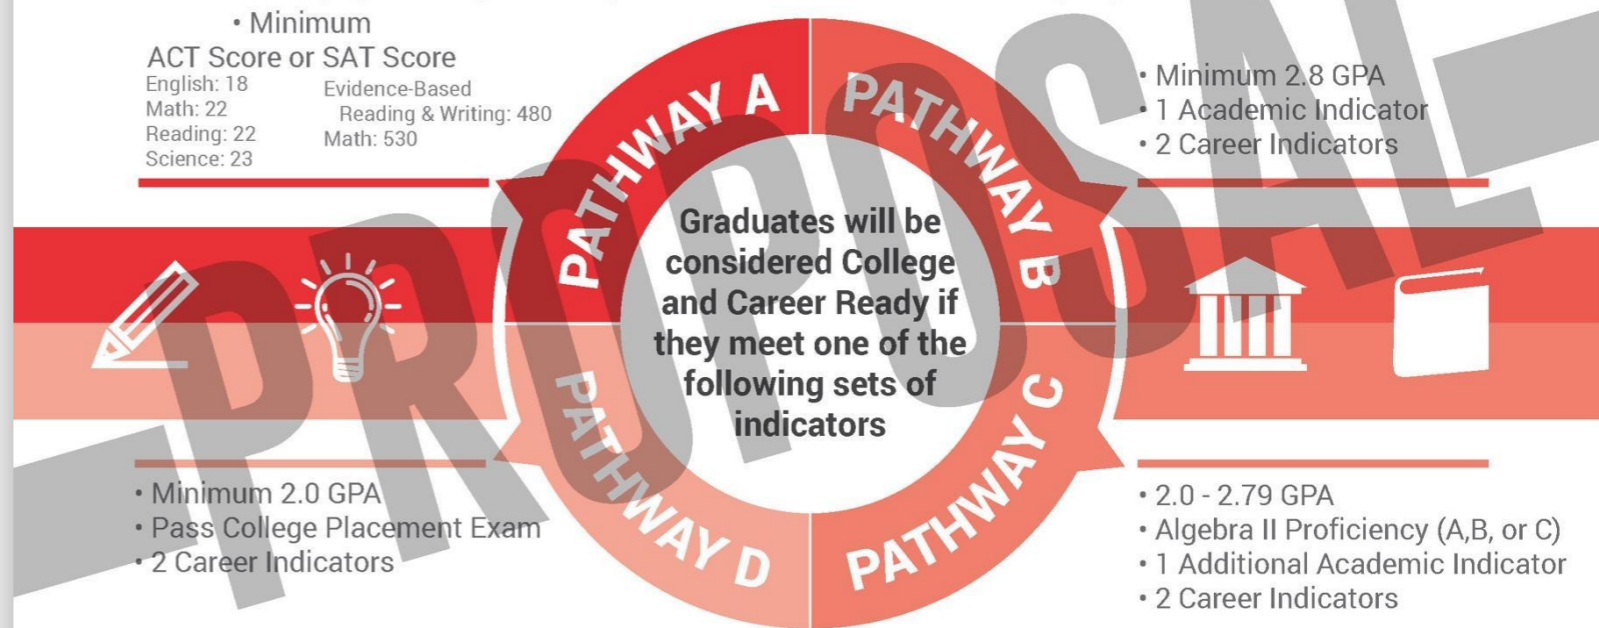 • Minimum
ACT Score or SAT Score
English: 18
Math: 22
Reading: 22
Science: 23
Evidence-Based
Reading & Writing: 480
Math: 530
PATHWAY A
PATHWAY B
• Minimum 2.8 GPA
• 1 Academic Indicator
• 2 Career Indicators
Graduates will be
considered College
and Career Ready if
they meet one of the
following sets of
indicators
PROPOSAL
• Minimum 2.0 GPA
• Pass College Placement Exam
• 2 Career Indicators
PATHWAY D
PATHWAY C
• 2.0 - 2.79 GPA
• Algebra II Proficiency (A,B, or C)
• 1 Additional Academic Indicator
• 2 Career Indicators